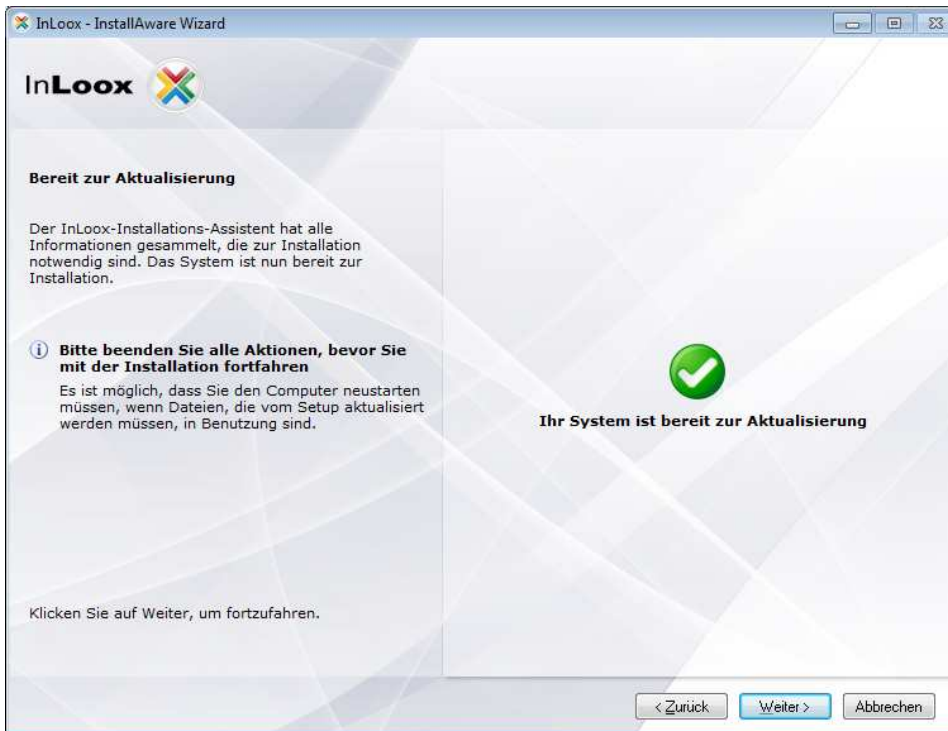 InLoox - InstallAware Wizard
InLoox
Bereit zur Aktualisierung
Der InLoox-Installations-Assistent hat alle
Informationen gesammelt, die zur Installation
notwendig sind. Das System ist nun bereit zur
Installation.
Bitte beenden Sie alle Aktionen, bevor Sie
mit der Installation fortfahren
Es ist möglich, dass Sie den Computer neustarten
müssen, wenn Dateien, die vom Setup aktualisiert
werden müssen, in Benutzung sind.
Ihr System ist bereit zur Aktualisierung
Klicken Sie auf Weiter, um fortzufahren.
< Zurück Weiter > Abbrechen